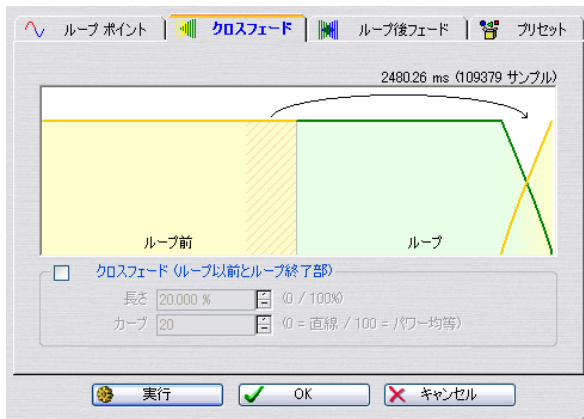 ループ ポイント クロスフェード ループ後フェード プリセット
2480.26 ms (109379 サンプル)
ループ前 ループ
クロスフェード (ループ以前とループ終了部)
長さ 20.000 % (0 / 100%)
カーブ 20 (0 = 直線 / 100 = パワー均等)
実行 OK キャンセル